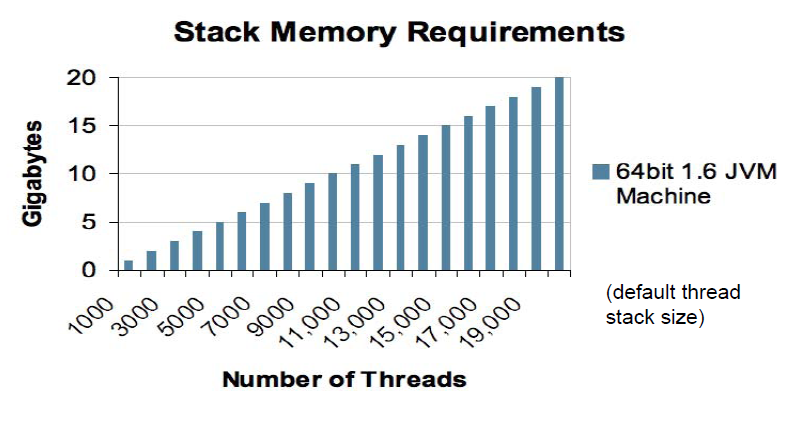 Stack Memory Requirements
20
15
10
5
0
Gigabytes
1000
3000
5000
7000
9000
11,000
13,000
15,000
17,000
19,000
Number of Threads
64bit 1.6 JVM
Machine
(default thread
stack size)